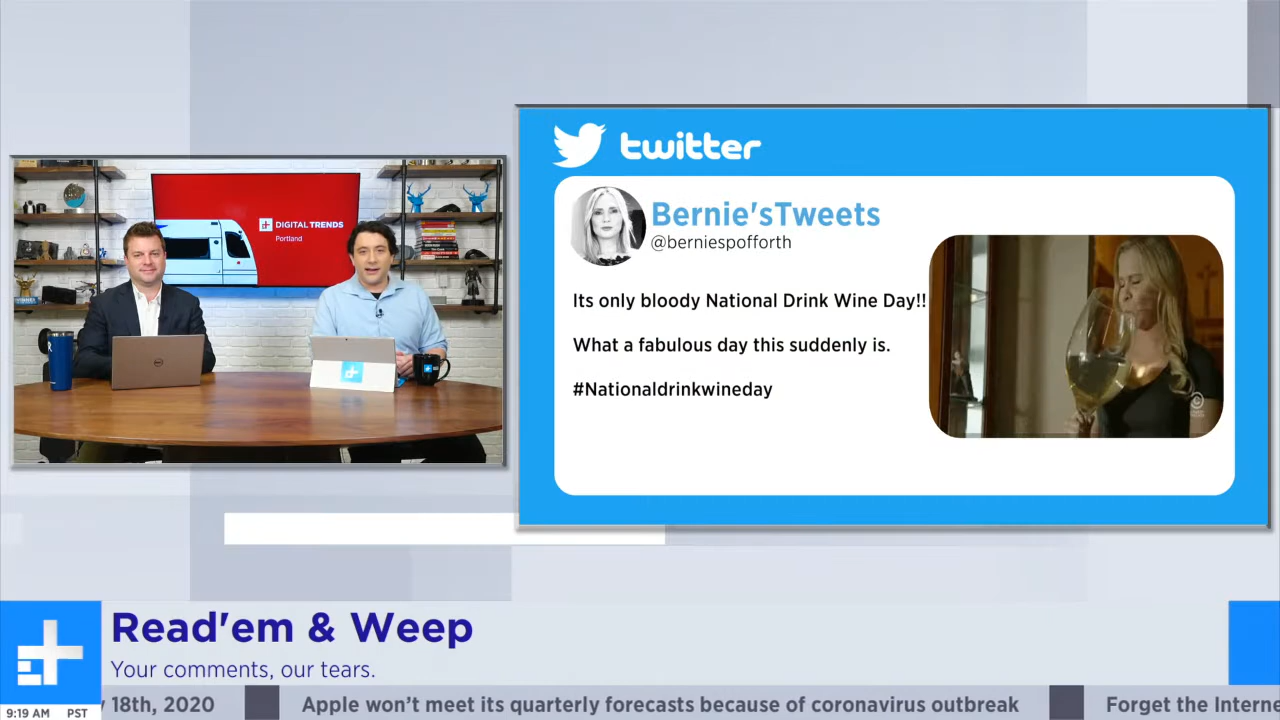 twitter
DIGITAL TRENDS
Portland
Bernie'sTweets
@berniespofforth
Its only bloody National Drink Wine Day!!
What a fabulous day this suddenly is.
#Nationaldrinkwineday
Read'em & Weep
Your comments, our tears.
18th, 2020
Apple won't meet its quarterly forecasts because of coronavirus outbreak
Forget the
9:19 AM PST